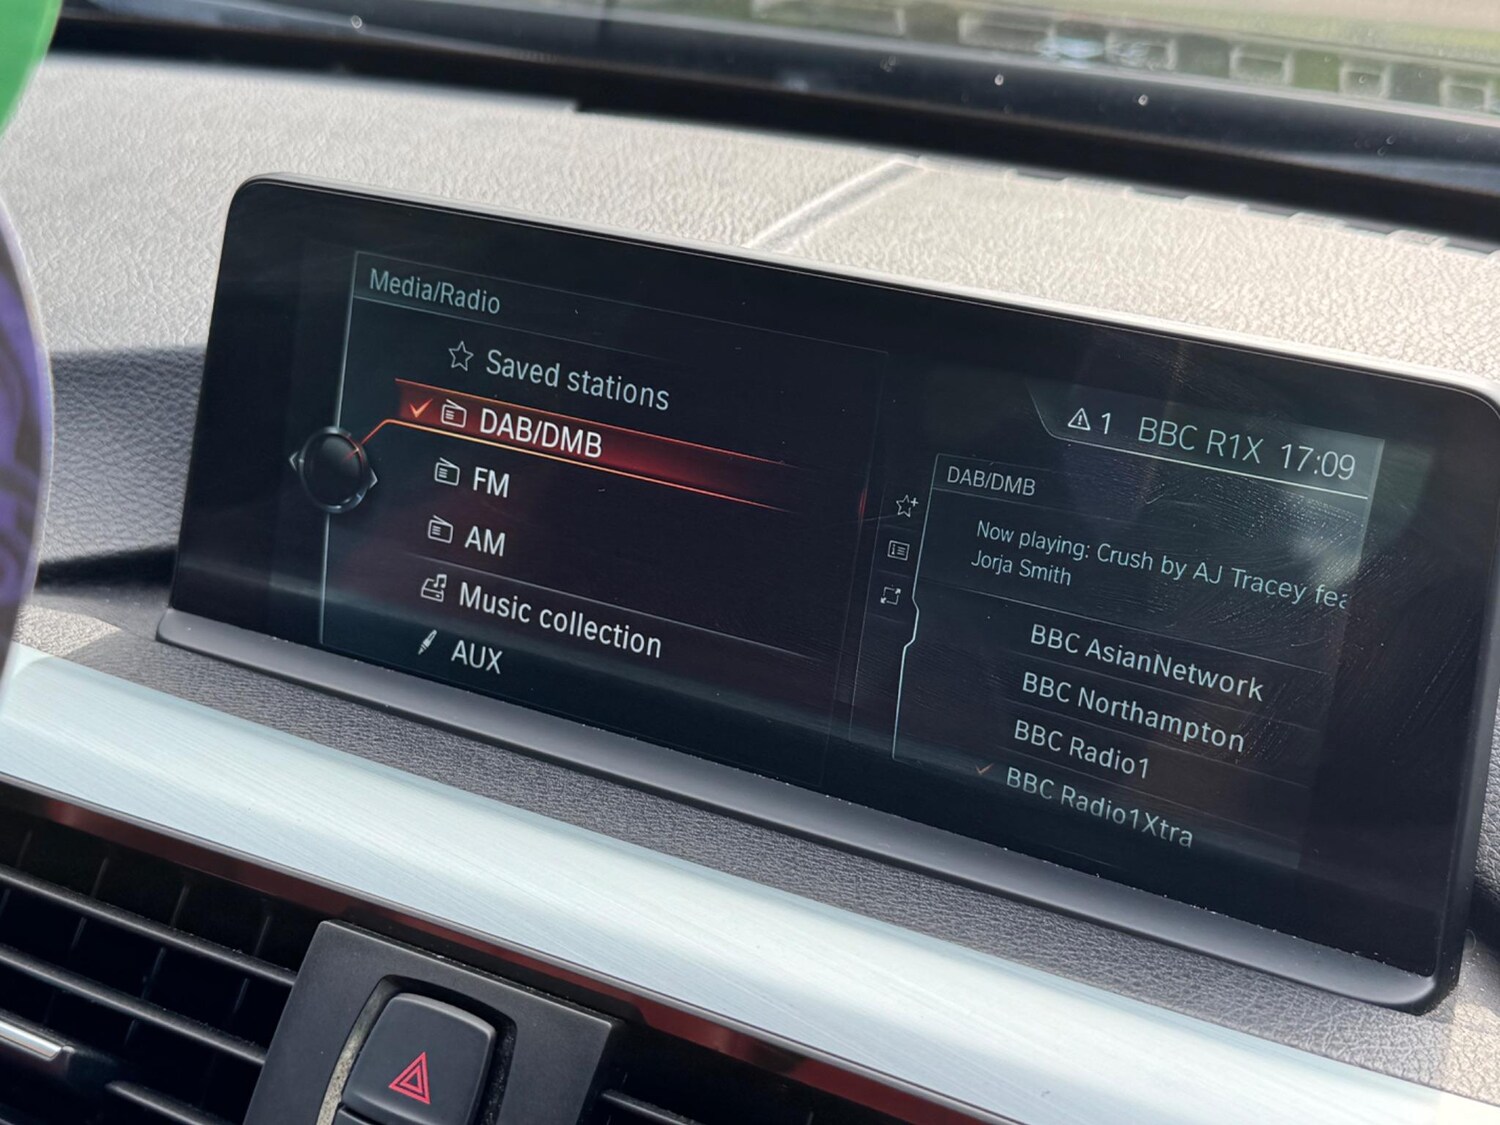 Media/Radio
Saved stations
DAB/DMB
FM
AM
Music collection
AUX
1 BBC R1X 17:09
DAB/DMB
Now playing: Crush by AJ Tracey fea
Jorja Smith
BBC AsianNetwork
BBC Northampton
BBC Radio1
BBC Radio1Xtra